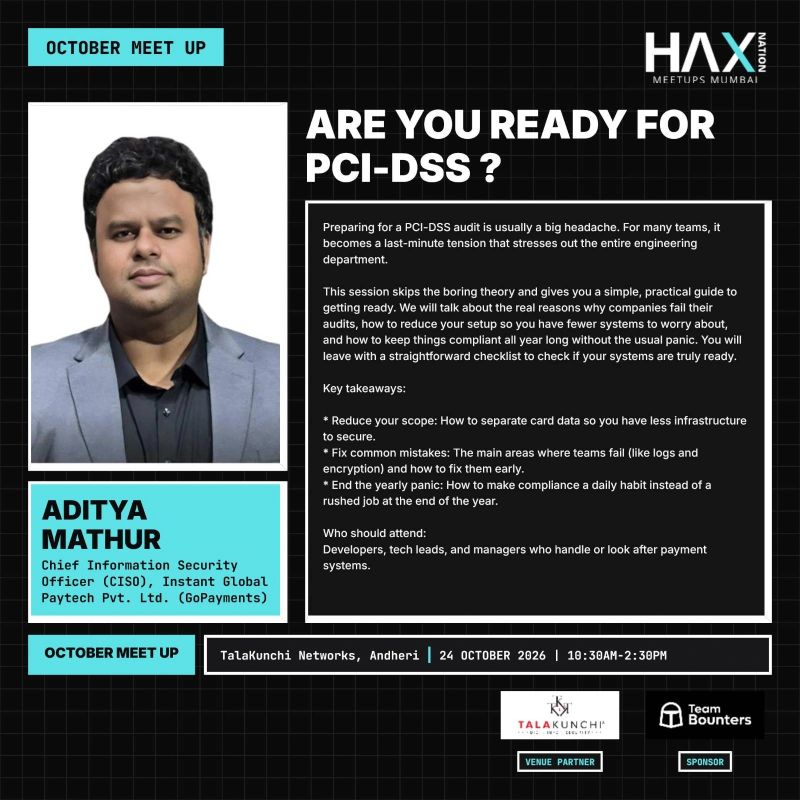 OCTOBER MEET UP
HAX NATION
MEETUPS MUMBAI
ARE YOU READY FOR
PCI-DSS ?
Preparing for a PCI-DSS audit is usually a big headache. For many teams, it
becomes a last-minute tension that stresses out the entire engineering
department.
This session skips the boring theory and gives you a simple, practical guide to
getting ready. We will talk about the real reasons why companies fail their
audits, how to reduce your setup so you have fewer systems to worry about,
and how to keep things compliant all year long without the usual panic. You will
leave with a straightforward checklist to check if your systems are truly ready.
Key takeaways:
* Reduce your scope: How to separate card data so you have less infrastructure
to secure.
* Fix common mistakes: The main areas where teams fail (like logs and
encryption) and how to fix them early.
* End the yearly panic: How to make compliance a daily habit instead of a
rushed job at the end of the year.
Who should attend:
Developers, tech leads, and managers who handle or look after payment
systems.
ADITYA
MATHUR
Chief Information Security
Officer (CISO), Instant Global
Paytech Pvt. Ltd. (GoPayments)
OCTOBER MEET UP
TalaKunchi Networks, Andheri | 24 OCTOBER 2026 | 10:30AM-2:30PM
TALAKUNCHI
Team
Bounters
VENUE PARTNER
SPONSOR